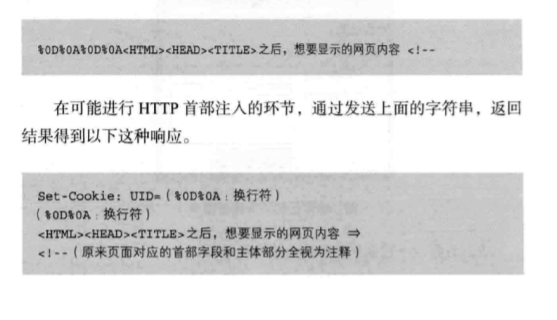 %0D%0A%0D%0A<HTML><HEAD><TITLE>之后，想要显示的网页内容 <!--
在可能进行 HTTP 首部注入的环节，通过发送上面的字符串，返回
结果得到以下这种响应。
Set-Cookie: UID=（%0D%0A：换行符）
（%0D%0A：换行符）
<HTML><HEAD><TITLE>之后，想要显示的网页内容 ⇒
<!--（原来页面对应的首部字段和主体部分全视为注释）